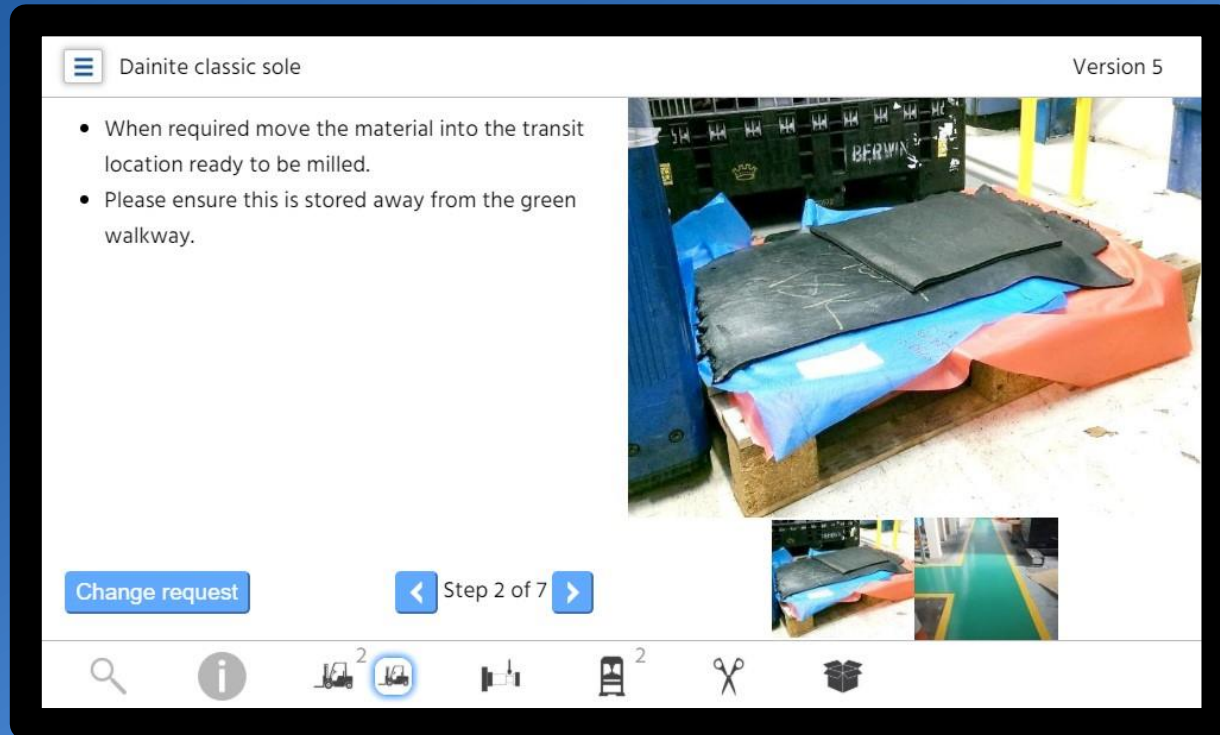 Dainite classic sole
Version 5
• When required move the material into the transit
location ready to be milled.
• Please ensure this is stored away from the green
walkway.
BERWIN
Change request
Step 2 of 7
2
2